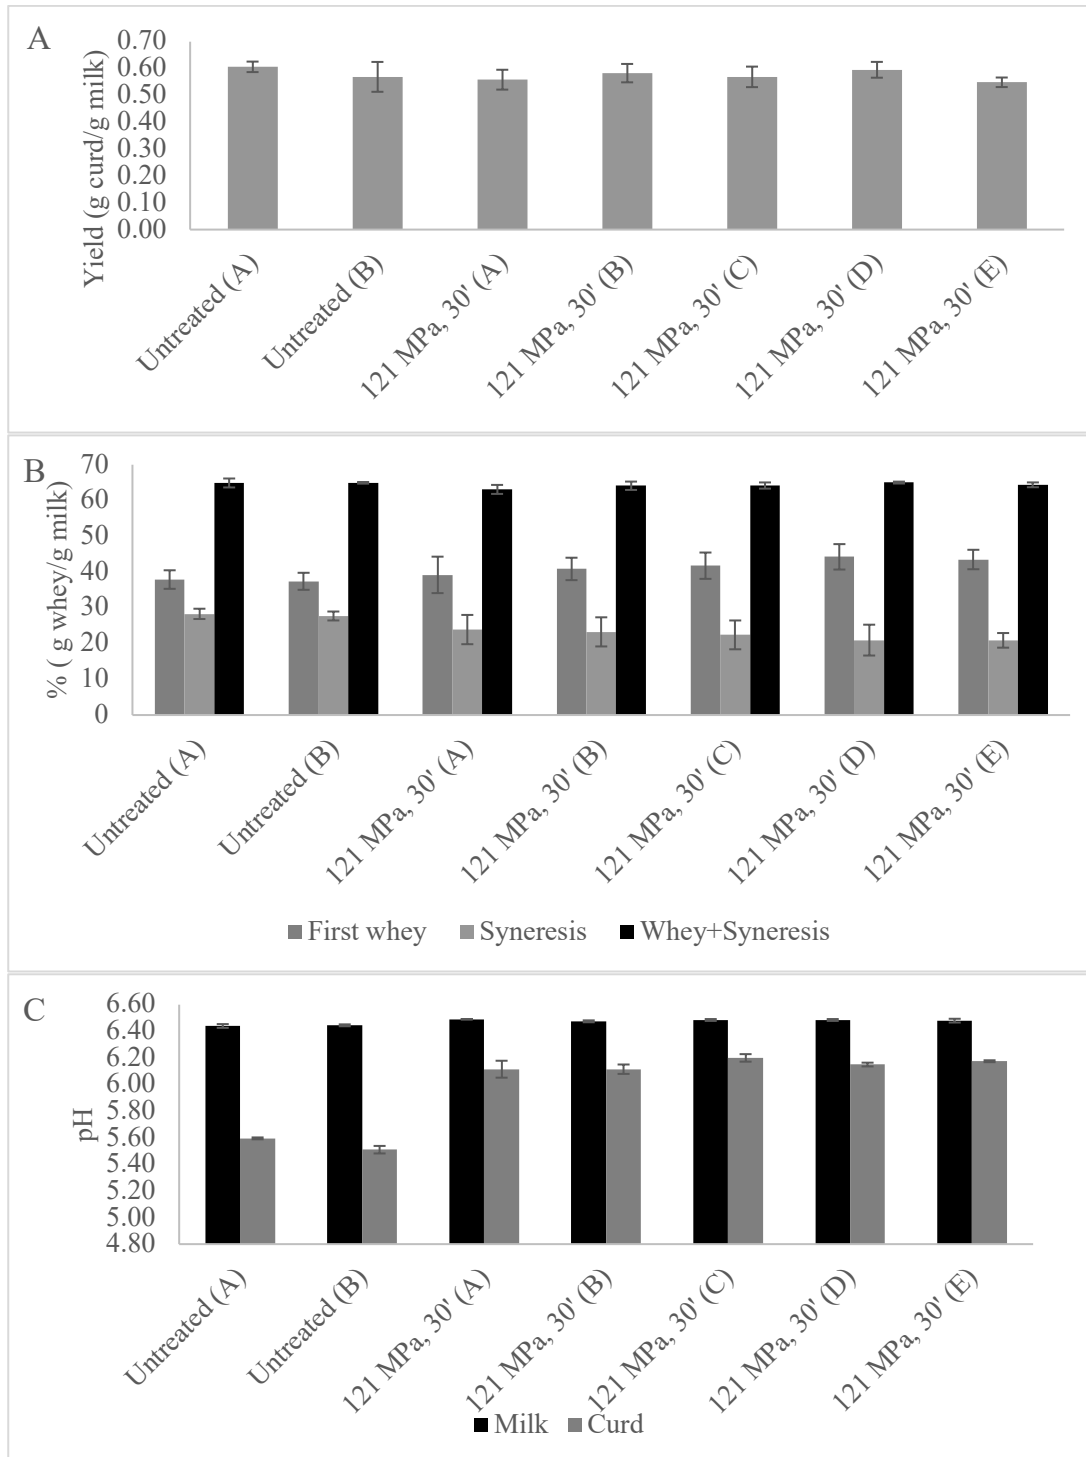 A
Yield (g curd/g milk)
0.70
0.60
0.50
0.40
0.30
0.20
0.10
0.00
Untreated (A)
Untreated (B)
121 MPa, 30' (A)
121 MPa, 30' (B)
121 MPa, 30' (C)
121 MPa, 30' (D)
121 MPa, 30' (E)
B
% ( g whey/g milk)
70
60
50
40
30
20
10
0
Untreated (A)
Untreated (B)
121 MPa, 30' (A)
121 MPa, 30' (B)
121 MPa, 30' (C)
121 MPa, 30' (D)
121 MPa, 30' (E)
First whey Syneresis Whey+Syneresis
C
pH
6.60
6.40
6.20
6.00
5.80
5.60
5.40
5.20
5.00
4.80
Untreated (A)
Untreated (B)
121 MPa, 30' (A)
121 MPa, 30' (B)
121 MPa, 30' (C)
121 MPa, 30' (D)
121 MPa, 30' (E)
Milk Curd